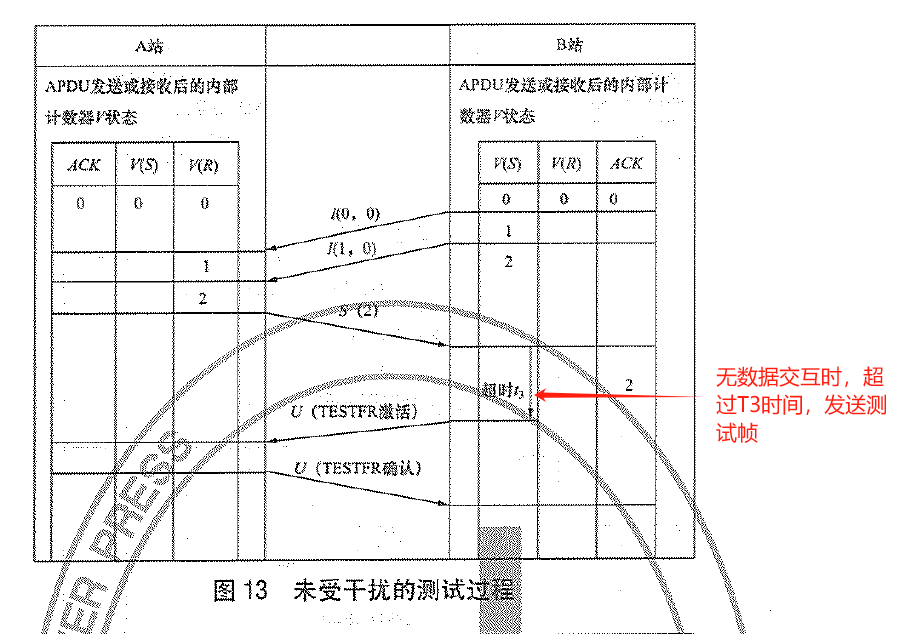 A站
B站
APDU发送或接收后的内部
计数器V状态
APDU发送或接收后的内部计
数器V状态
ACK V(S) V(R)
0 0 0
1
2
V(S) V(R) ACK
0 0 0
1
2
2
I(0,0)
I(1,0)
S (2)
超时t₃
U(TESTFR激活)
U(TESTFR确认)
无数据交互时，超
过T3时间，发送测
试帧
图 13 未受干扰的测试过程
ER PRESS